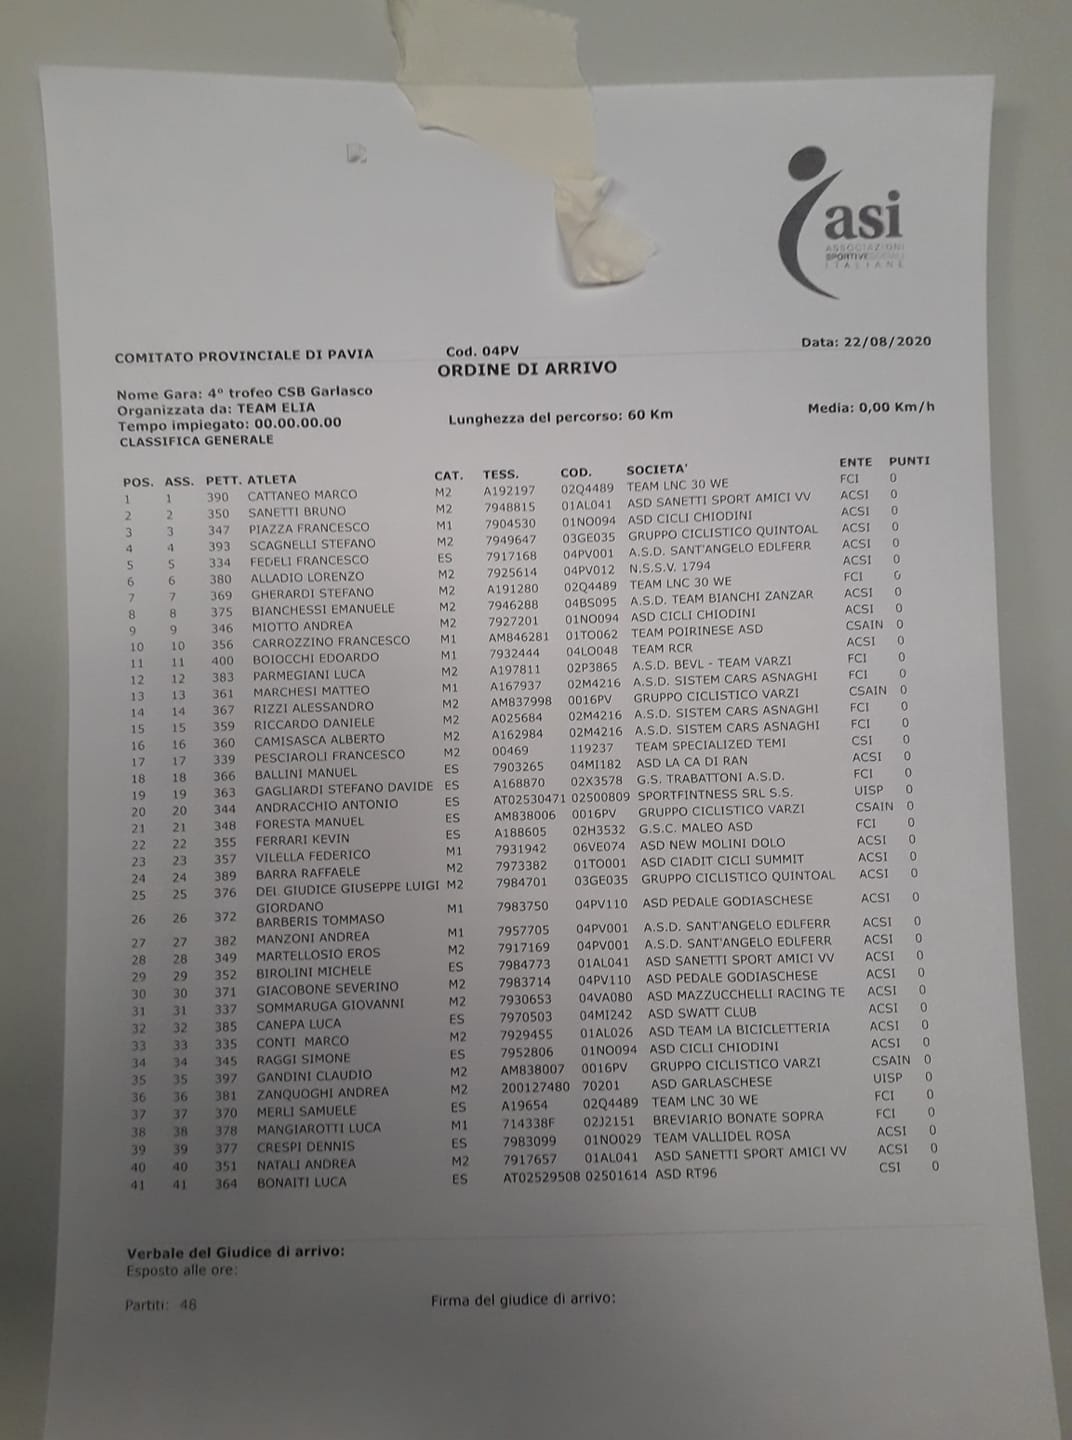 asi
ASSOCIAZIONI
SPORTIVE SOCIALI
ITALIANE
COMITATO PROVINCIALE DI PAVIA Cod. 04PV Data: 22/08/2020
ORDINE DI ARRIVO
Nome Gara: 4° trofeo CSB Garlasco
Organizzata da: TEAM ELIA Lunghezza del percorso: 60 Km Media: 0,00 Km/h
Tempo impiegato: 00.00.00.00
CLASSIFICA GENERALE
POS. ASS. PETT. ATLETA CAT. TESS. COD. SOCIETA' ENTE PUNTI
1 1 390 CATTANEO MARCO M2 A192197 02Q4489 TEAM LNC 30 WE FCI 0
2 2 350 SANETTI BRUNO M2 7948815 01AL041 ASD SANETTI SPORT AMICI VV ACSI 0
3 3 347 PIAZZA FRANCESCO M1 7904530 01NO094 ASD CICLI CHIODINI ACSI 0
4 4 393 SCAGNELLI STEFANO M2 7949647 03GE035 GRUPPO CICLISTICO QUINTOAL ACSI 0
5 5 334 FEDELI FRANCESCO ES 7917168 04PV001 A.S.D. SANT'ANGELO EDLFERR ACSI 0
6 6 380 ALLADIO LORENZO M2 7925614 04PV012 N.S.S.V. 1794 ACSI 0
7 7 369 GHERARDI STEFANO M2 A191280 02Q4489 TEAM LNC 30 WE FCI 0
8 8 375 BIANCHESSI EMANUELE M2 7946288 04BS095 A.S.D. TEAM BIANCHI ZANZAR ACSI 0
9 9 346 MIOTTO ANDREA M2 7927201 01NO094 ASD CICLI CHIODINI ACSI 0
10 10 356 CARROZZINO FRANCESCO M1 AM846281 01TO062 TEAM POIRINESE ASD CSAIN 0
11 11 400 BOIOCCHI EDOARDO M1 7932444 04LO048 TEAM RCR ACSI 0
12 12 383 PARMEGIANI LUCA M2 A197811 02P3865 A.S.D. BEVL - TEAM VARZI FCI 0
13 13 361 MARCHESI MATTEO M1 A167937 02M4216 A.S.D. SISTEM CARS ASNAGHI FCI 0
14 14 367 RIZZI ALESSANDRO M2 AM837998 0016PV GRUPPO CICLISTICO VARZI CSAIN 0
15 15 359 RICCARDO DANIELE M2 A025684 02M4216 A.S.D. SISTEM CARS ASNAGHI FCI 0
16 16 360 CAMISASCA ALBERTO M2 A162984 02M4216 A.S.D. SISTEM CARS ASNAGHI FCI 0
17 17 339 PESCIAROLI FRANCESCO M2 00469 119237 TEAM SPECIALIZED TEMI CSI 0
18 18 366 BALLINI MANUEL ES 7903265 04MI182 ASD LA CA DI RAN ACSI 0
19 19 363 GAGLIARDI STEFANO DAVIDE ES A168870 02X3578 G.S. TRABATTONI A.S.D. FCI 0
20 20 344 ANDRACCHIO ANTONIO ES AT02530471 02500809 SPORTFINTNESS SRL S.S. UISP 0
21 21 348 FORESTA MANUEL ES AM838006 0016PV GRUPPO CICLISTICO VARZI CSAIN 0
22 22 355 FERRARI KEVIN ES A188605 02H3532 G.S.C. MALEO ASD FCI 0
23 23 357 VILELLA FEDERICO M1 7931942 06VE074 ASD NEW MOLINI DOLO ACSI 0
24 24 389 BARRA RAFFAELE M2 7973382 01TO001 ASD CIADIT CICLI SUMMIT ACSI 0
25 25 376 DEL GIUDICE GIUSEPPE LUIGI M2 7984701 03GE035 GRUPPO CICLISTICO QUINTOAL ACSI 0
GIORDANO
26 26 372 BARBERIS TOMMASO M1 7983750 04PV110 ASD PEDALE GODIASCHESE ACSI 0
27 27 382 MANZONI ANDREA M1 7957705 04PV001 A.S.D. SANT'ANGELO EDLFERR ACSI 0
28 28 349 MARTELLOSIO EROS M2 7917169 04PV001 A.S.D. SANT'ANGELO EDLFERR ACSI 0
29 29 352 BIROLINI MICHELE ES 7984773 01AL041 ASD SANETTI SPORT AMICI VV ACSI 0
30 30 371 GIACOBONE SEVERINO M2 7983714 04PV110 ASD PEDALE GODIASCHESE ACSI 0
31 31 337 SOMMARUGA GIOVANNI M2 7930653 04VA080 ASD MAZZUCCHELLI RACING TE ACSI 0
32 32 385 CANEPA LUCA ES 7970503 04MI242 ASD SWATT CLUB ACSI 0
33 33 335 CONTI MARCO M2 7929455 01AL026 ASD TEAM LA BICICLETTERIA ACSI 0
34 34 345 RAGGI SIMONE ES 7952806 01NO094 ASD CICLI CHIODINI ACSI 0
35 35 397 GANDINI CLAUDIO M2 AM838007 0016PV GRUPPO CICLISTICO VARZI CSAIN 0
36 36 381 ZANQUOGHI ANDREA M2 200127480 70201 ASD GARLASCHESE UISP 0
37 37 370 MERLI SAMUELE ES A19654 02Q4489 TEAM LNC 30 WE FCI 0
38 38 378 MANGIAROTTI LUCA M1 714338F 02J2151 BREVIARIO BONATE SOPRA FCI 0
39 39 377 CRESPI DENNIS ES 7983099 01NO029 TEAM VALLIDEL ROSA ACSI 0
40 40 351 NATALI ANDREA M2 7917657 01AL041 ASD SANETTI SPORT AMICI VV ACSI 0
41 41 364 BONAITI LUCA ES AT02529508 02501614 ASD RT96 CSI 0
Verbale del Giudice di arrivo:
Esposto alle ore:
Partiti: 48 Firma del giudice di arrivo: